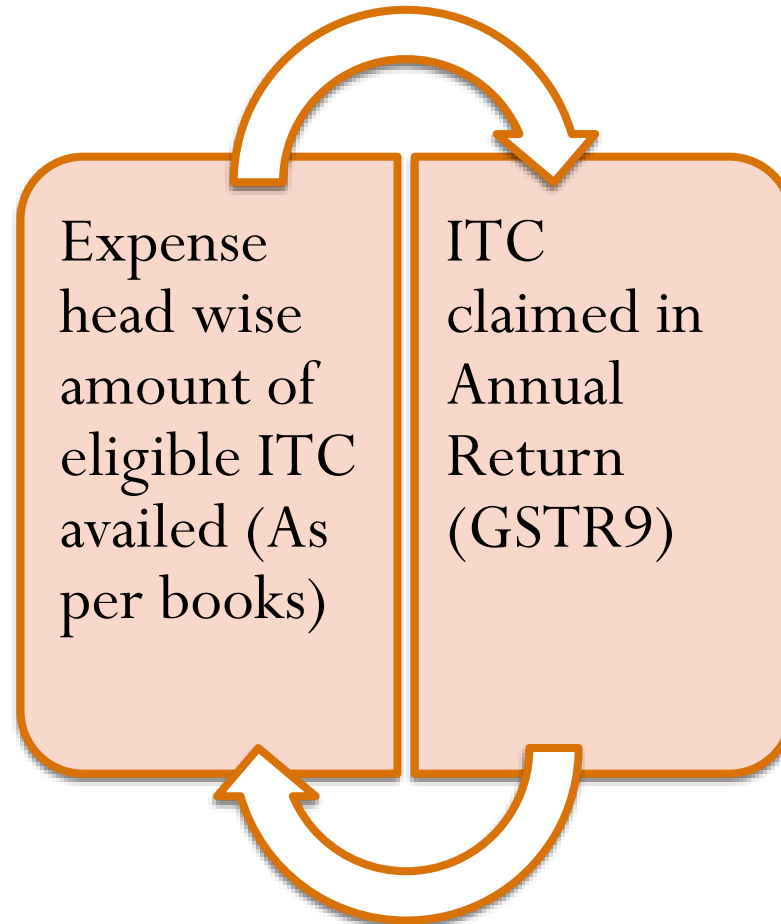 Expense
head wise
amount of
eligible ITC
availed (As
per books)
ITC
claimed in
Annual
Return
(GSTR9)